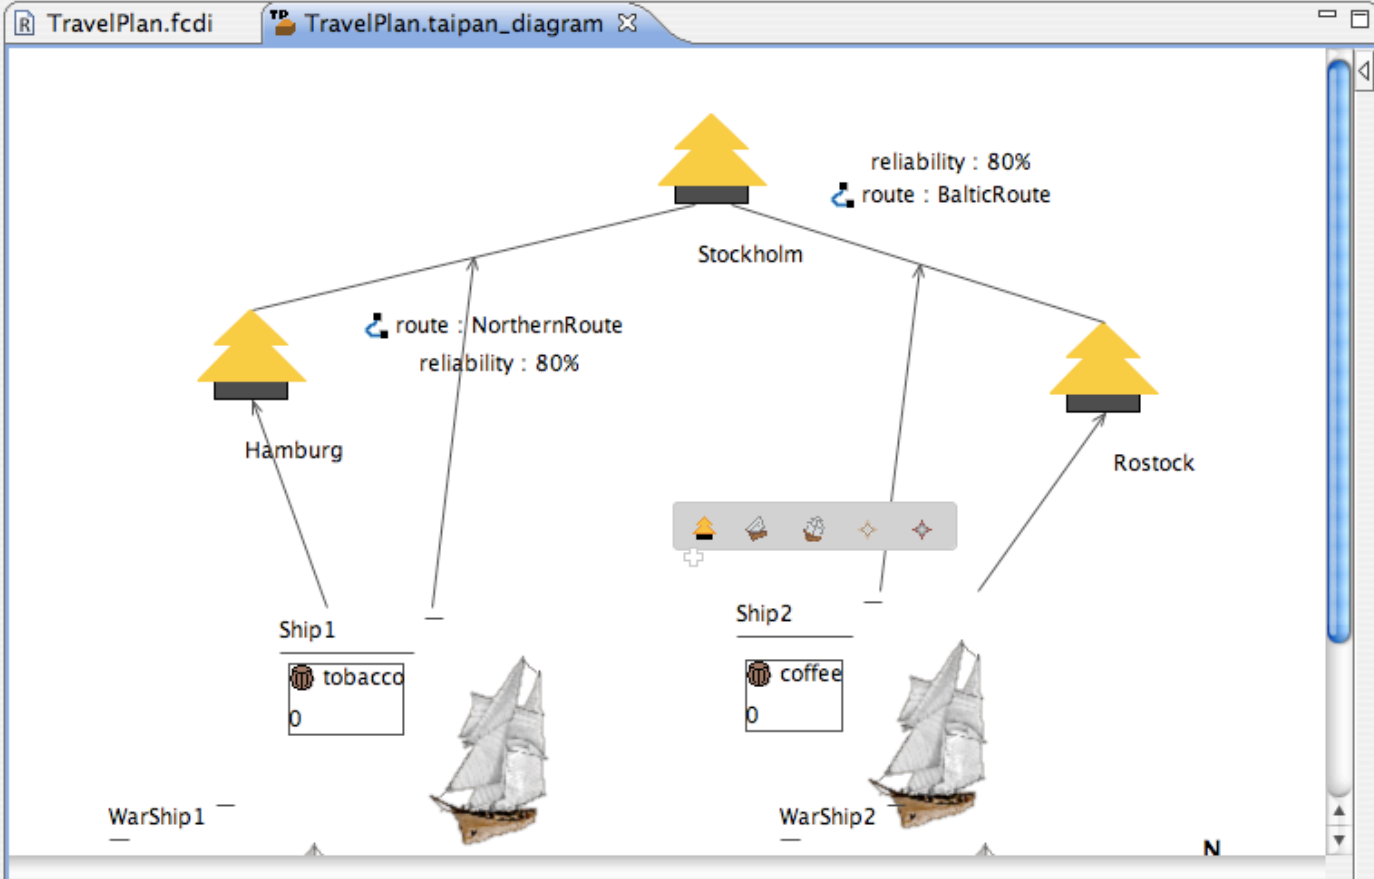 TravelPlan.fcdi
TravelPlan.taipan_diagram
reliability : 80%
route : BalticRoute
Stockholm
route : NorthernRoute
reliability : 80%
Hamburg
Rostock
Ship1
Ship2
tobacco
0
coffee
0
WarShip1
WarShip2
N